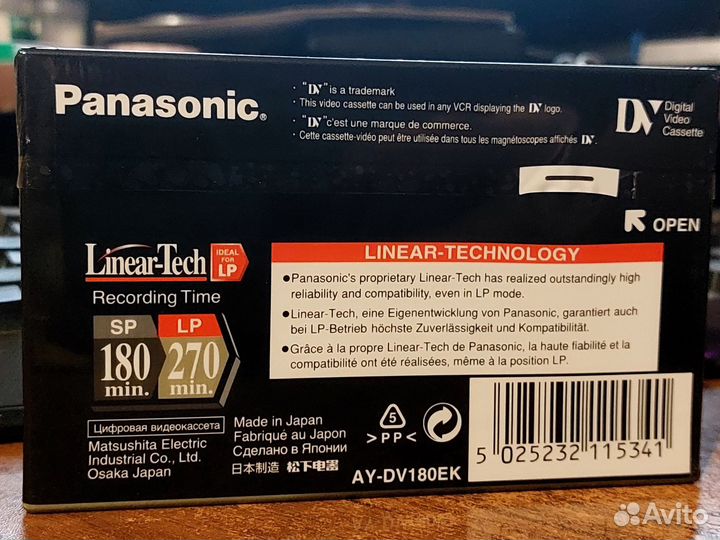 Panasonic®
· "DV" is a trademark
· This video cassette can be used in any VCR displaying the DV logo.
· "DV" c'est une marque de commerce.
· Cette cassette-vidéo peut être utilisée dans tous les magnétoscopes affichés DV.
DV Digital
Video
Cassette
OPEN
Linear-Tech
IDEAL
FOR
LP
Recording Time
SP
180
min.
LP
270
min.
LINEAR-TECHNOLOGY
●Panasonic's proprietary Linear-Tech has realized outstandingly high
reliability and compatibility, even in LP mode.
●Linear-Tech, eine Eigenentwicklung von Panasonic, garantiert auch
bei LP-Betrieb höchste Zuverlässigkeit und Kompatibilität.
●Grâce à la propre Linear-Tech de Panasonic, la haute fiabilité et la
compatibilité ont été réalisées, même à la position LP.
Цифровая видеокассета
Matsushita Electric
Industrial Co., Ltd.
Osaka Japan
Made in Japan
Fabriqué au Japon
Сделано в Японии
日本制造 松下电器
5
>PP<
AY-DV180EK
5 025232 115341
Avito